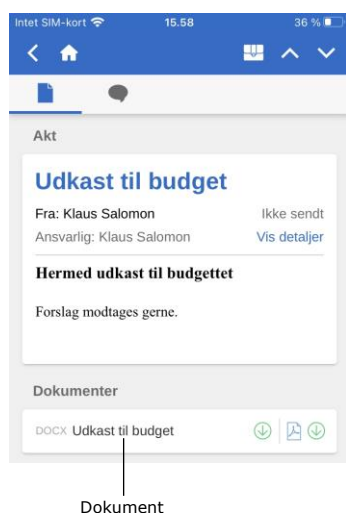 Intet SIM-kort 15.58 36 %
Akt
Udkast til budget
Fra: Klaus Salomon Ikke sendt
Ansvarlig: Klaus Salomon Vis detaljer
Hermed udkast til budgettet
Forslag modtages gerne.
Dokumenter
DOCX Udkast til budget
Dokument